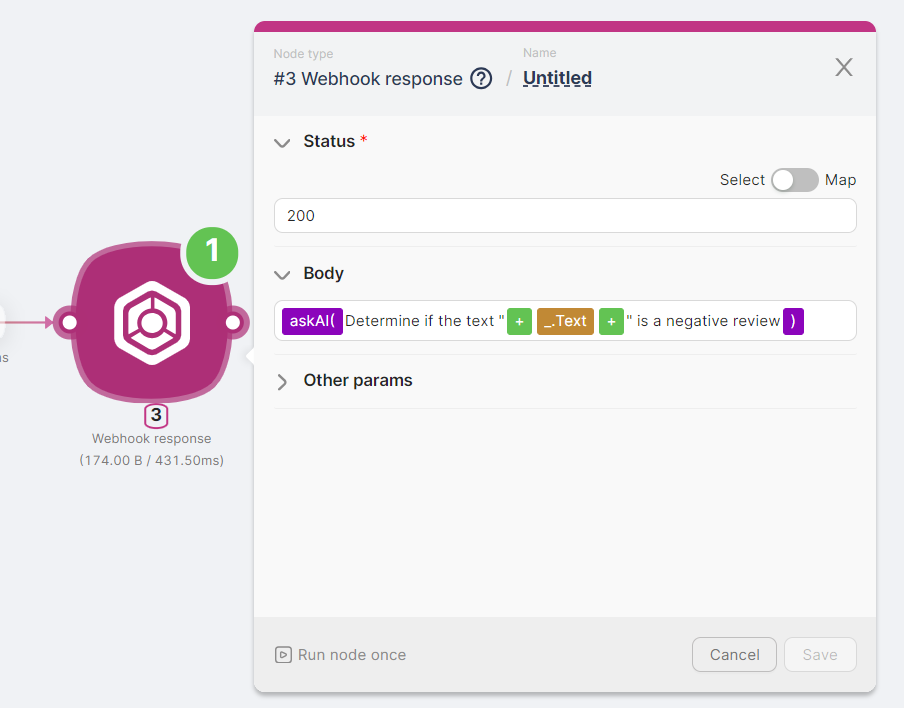 Node type
Name
#3 Webhook response ? / Untitled
X
Status *
Select Map
200
Body
askAI( Determine if the text " + _.Text + " is a negative review )
Other params
Run node once
Cancel
Save
1
3
Webhook response
(174.00 B / 431.50ms)